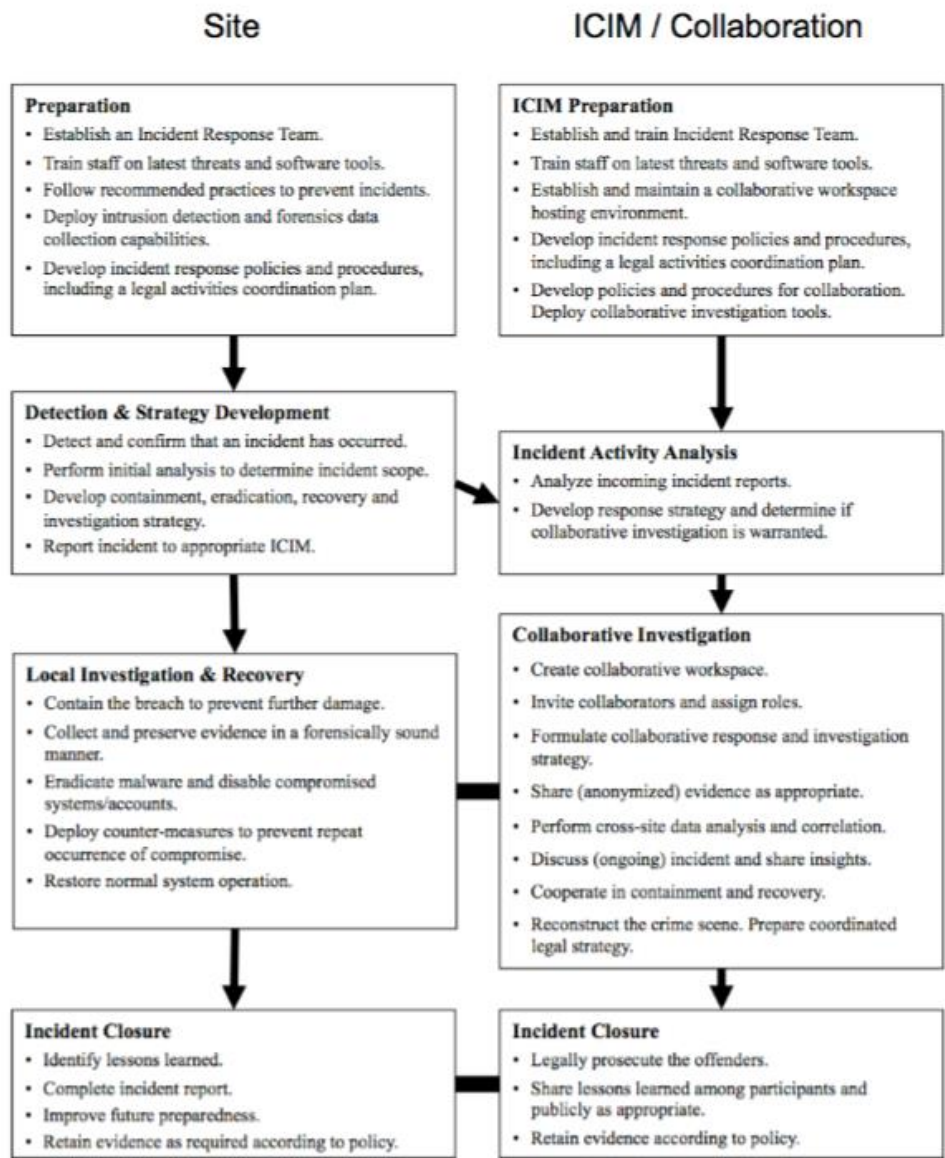 Site
ICIM / Collaboration
Preparation
• Establish an Incident Response Team.
• Train staff on latest threats and software tools.
• Follow recommended practices to prevent incidents.
• Deploy intrusion detection and forensics data
collection capabilities.
• Develop incident response policies and procedures,
including a legal activities coordination plan.
ICIM Preparation
• Establish and train Incident Response Team.
• Train staff on latest threats and software tools.
• Establish and maintain a collaborative workspace
hosting environment.
• Develop incident response policies and procedures,
including a legal activities coordination plan.
• Develop policies and procedures for collaboration.
Deploy collaborative investigation tools.
Detection & Strategy Development
• Detect and confirm that an incident has occurred.
• Perform initial analysis to determine incident scope.
• Develop containment, eradication, recovery and
investigation strategy.
• Report incident to appropriate ICIM.
Incident Activity Analysis
• Analyze incoming incident reports.
• Develop response strategy and determine if
collaborative investigation is warranted.
Local Investigation & Recovery
• Contain the breach to prevent further damage.
• Collect and preserve evidence in a forensically sound
manner.
• Eradicate malware and disable compromised
systems/accounts.
• Deploy counter-measures to prevent repeat
occurrence of compromise.
• Restore normal system operation.
Collaborative Investigation
• Create collaborative workspace.
• Invite collaborators and assign roles.
• Formulate collaborative response and investigation
strategy.
• Share (anonymized) evidence as appropriate.
• Perform cross-site data analysis and correlation.
• Discuss (ongoing) incident and share insights.
• Cooperate in containment and recovery.
• Reconstruct the crime scene. Prepare coordinated
legal strategy.
Incident Closure
• Identify lessons learned.
• Complete incident report.
• Improve future preparedness.
• Retain evidence as required according to policy.
Incident Closure
• Legally prosecute the offenders.
• Share lessons learned among participants and
publicly as appropriate.
• Retain evidence according to policy.